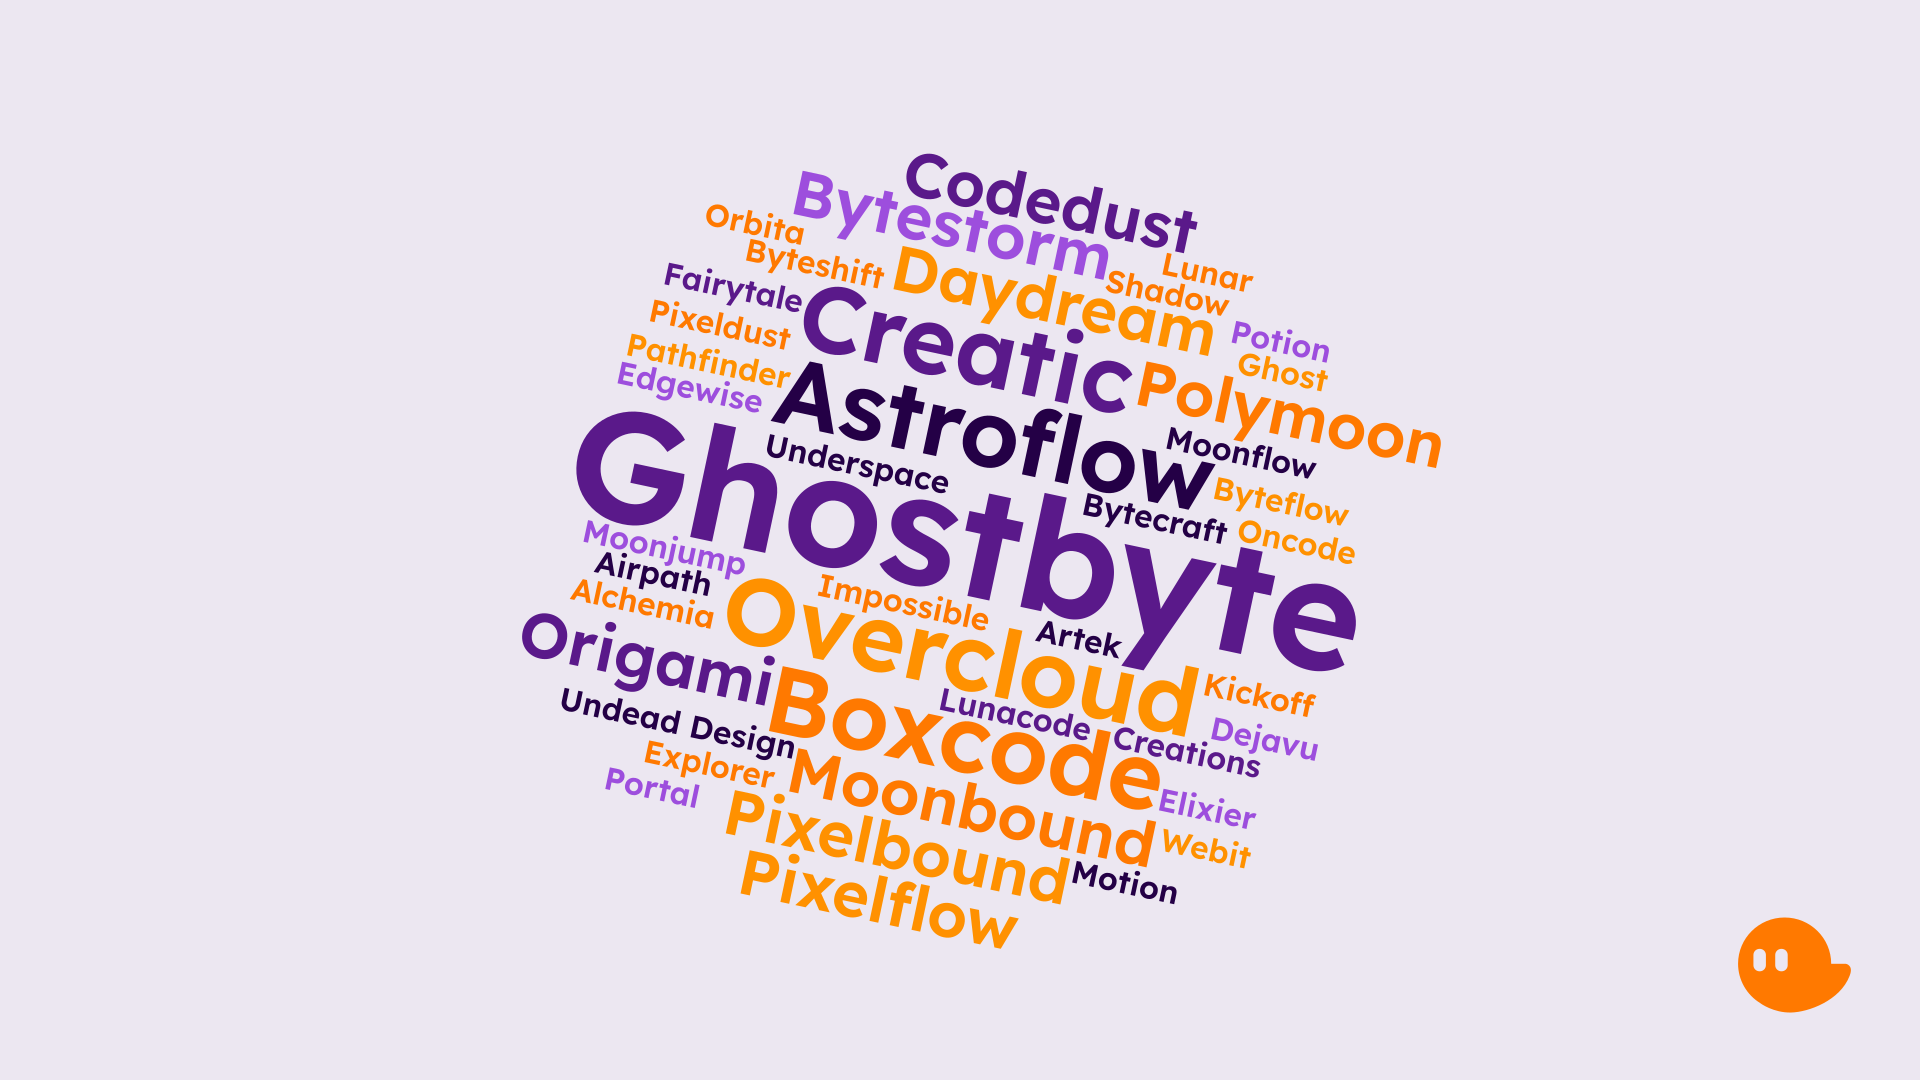 Codedust
Bytestorm
Orbita
Lunar
Byteshift
Daydream
Shadow
Fairytale
Creatic
Potion
Pixeldust
Ghost
Pathfinder
Polymoon
Edgewise
Astroflow
Moonflow
Underspace
Ghostbyte
Byteflow
Bytecraft
Oncode
Moonjump
Airpath
Impossible
Alchemia
Overcloud
Artek
Origami
Kickoff
Boxcode
Lunacode
Dejavu
Undead Design
Creations
Explorer
Moonbound
Portal
Elixier
Pixelbound
Webit
Motion
Pixelflow